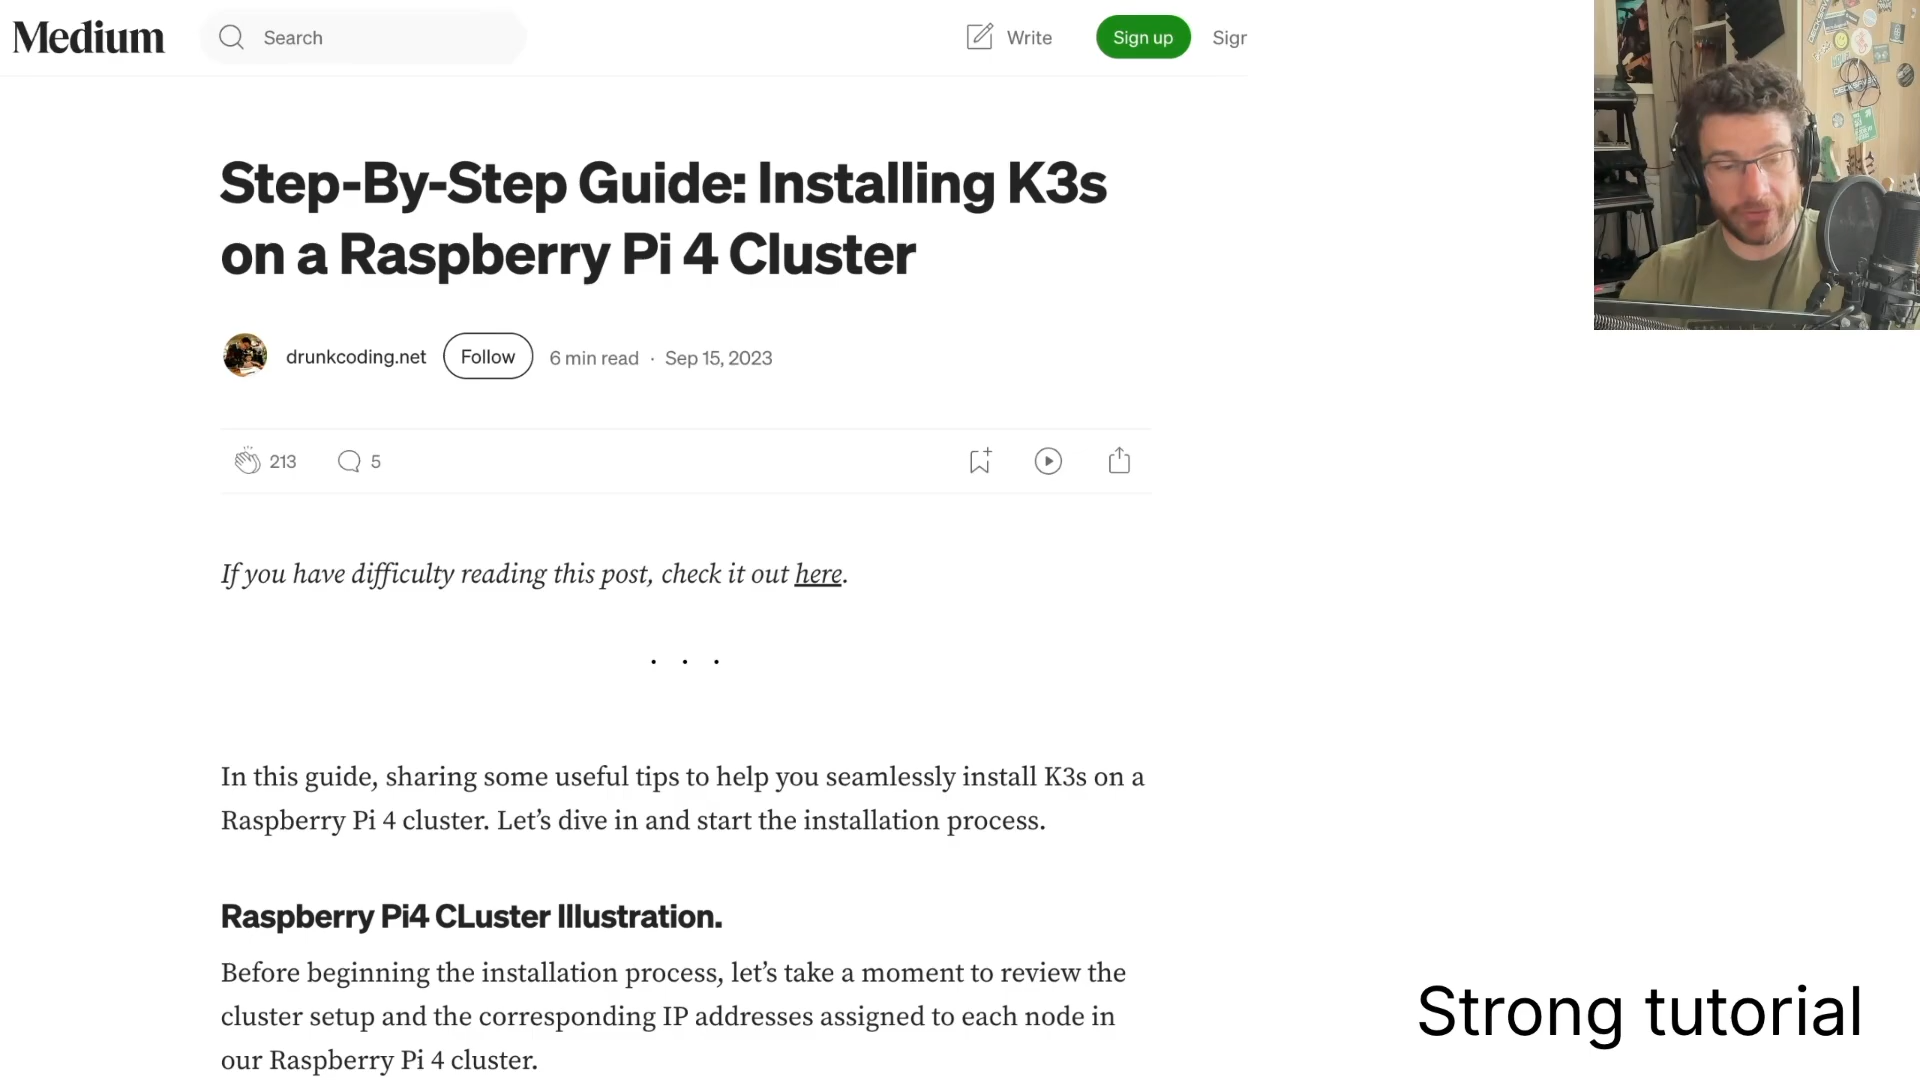 Medium
Search
Write
Sign up
Sigr
Step-By-Step Guide: Installing K3s
on a Raspberry Pi 4 Cluster
drunkcoding.net
Follow
6 min read · Sep 15, 2023
213
5
If you have difficulty reading this post, check it out here.
. . .
In this guide, sharing some useful tips to help you seamlessly install K3s on a
Raspberry Pi 4 cluster. Let’s dive in and start the installation process.
Raspberry Pi4 CLuster Illustration.
Before beginning the installation process, let’s take a moment to review the
cluster setup and the corresponding IP addresses assigned to each node in
our Raspberry Pi 4 cluster.
Strong tutorial